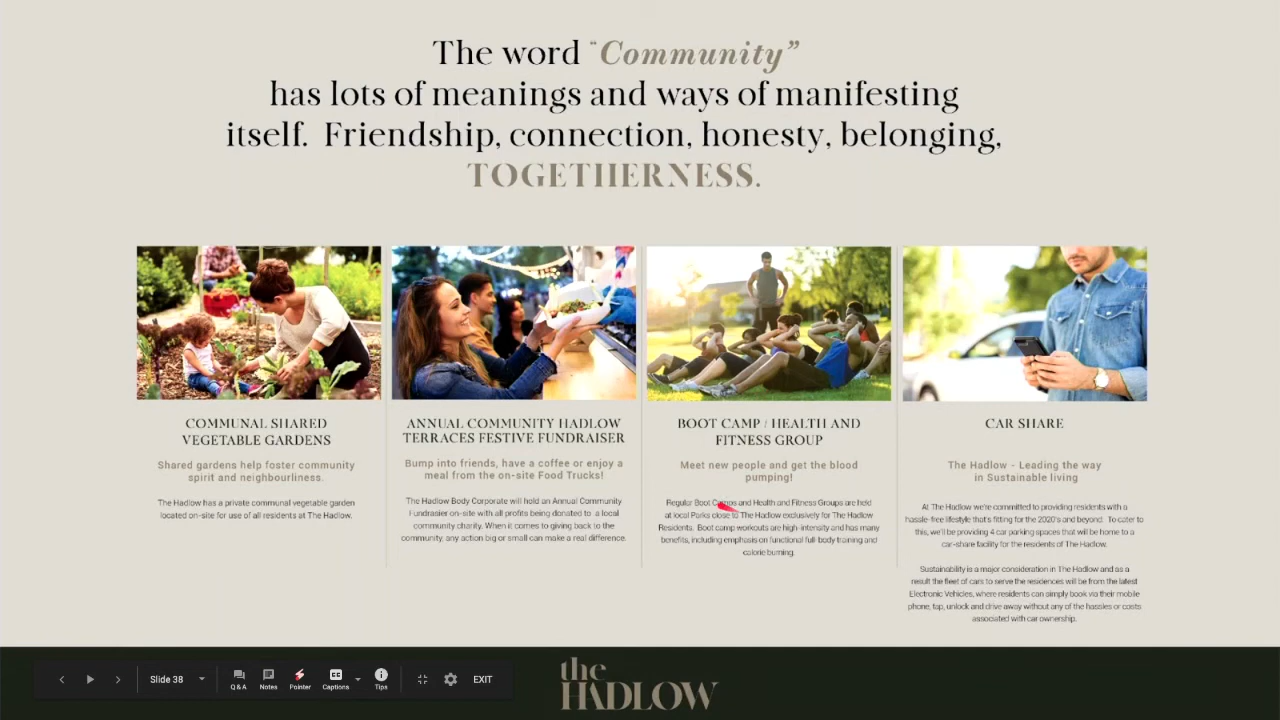 The word “Community”
has lots of meanings and ways of manifesting
itself. Friendship, connection, honesty, belonging,
TOGETHERNESS.
COMMUNAL SHARED
VEGETABLE GARDENS
Shared gardens help foster community
spirit and neighbourliness.
The Hadlow has a private communal vegetable garden
located on-site for use of all residents at The Hadlow.
ANNUAL COMMUNITY HADLOW
TERRACES FESTIVE FUNDRAISER
Bump into friends, have a coffee or enjoy a
meal from the on-site Food Trucks!
The Hadlow Body Corporate will hold an Annual Community
Fundraiser on-site with all profits being donated to a local
community charity. When it comes to giving back to the
community, any action big or small can make a real difference.
BOOT CAMP / HEALTH AND
FITNESS GROUP
Meet new people and get the blood
pumping!
Regular Boot Camps and Health and Fitness Groups are held
at local Parks close to The Hadlow exclusively for The Hadlow
Residents. Boot camp workouts are high-intensity and has many
benefits, including emphasis on functional full-body training and
calorie burning.
CAR SHARE
The Hadlow - Leading the way
in Sustainable living
At The Hadlow we're committed to providing residents with a
hassle-free lifestyle that's fitting for the 2020's and beyond. To cater to
this, we'll be providing 4 car parking spaces that will be home to a
car-share facility for the residents of The Hadlow.
Sustainability is a major consideration in The Hadlow and as a
result the fleet of cars to serve the residences will be from the latest
Electronic Vehicles, where residents can simply book via their mobile
phone, tap, unlock and drive away without any of the hassles or costs
associated with car ownership.
Slide 38
Q&A
Notes
Pointer
CC
Captions
Tips
EXIT
the
HADLOW